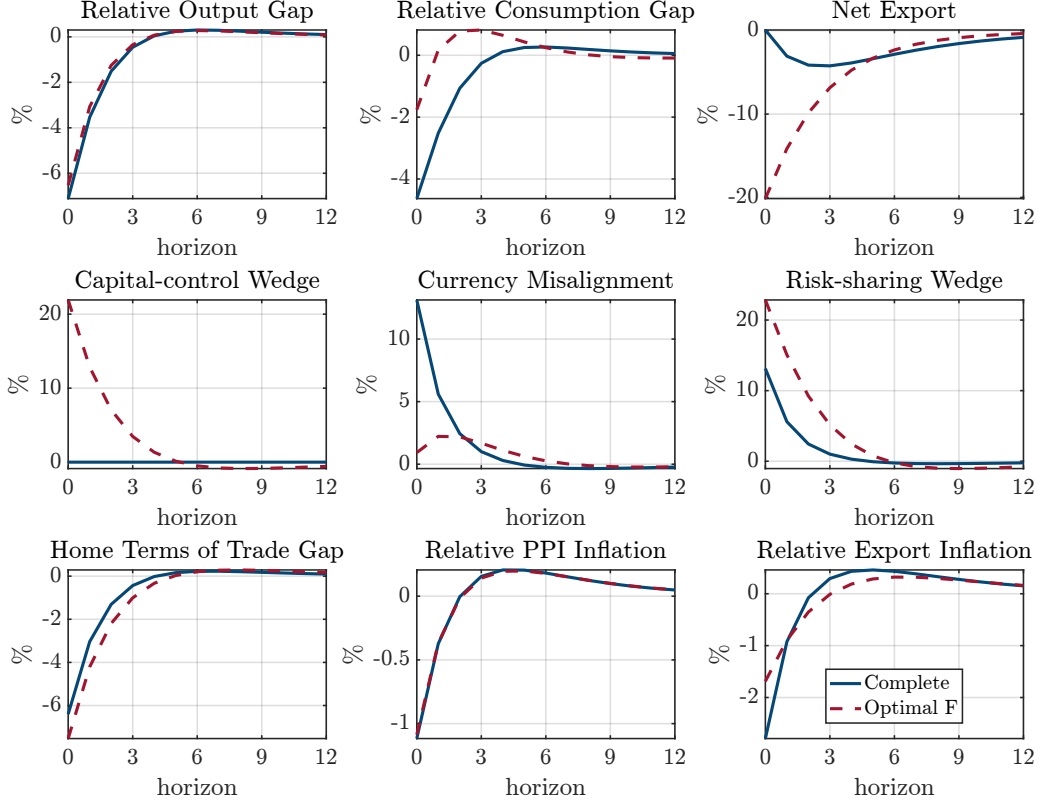 Relative Output Gap
0
-2
-4
-6
%
0 3 6 9 12
horizon
Relative Consumption Gap
0
-2
-4
%
0 3 6 9 12
horizon
Net Export
0
-10
-20
%
0 3 6 9 12
horizon
Capital-control Wedge
20
10
0
%
0 3 6 9 12
horizon
Currency Misalignment
10
5
0
%
0 3 6 9 12
horizon
Risk-sharing Wedge
20
10
0
%
0 3 6 9 12
horizon
Home Terms of Trade Gap
0
-2
-4
-6
%
0 3 6 9 12
horizon
Relative PPI Inflation
0
-0.5
-1
%
0 3 6 9 12
horizon
Relative Export Inflation
0
-1
-2
%
Complete
Optimal F
0 3 6 9 12
horizon